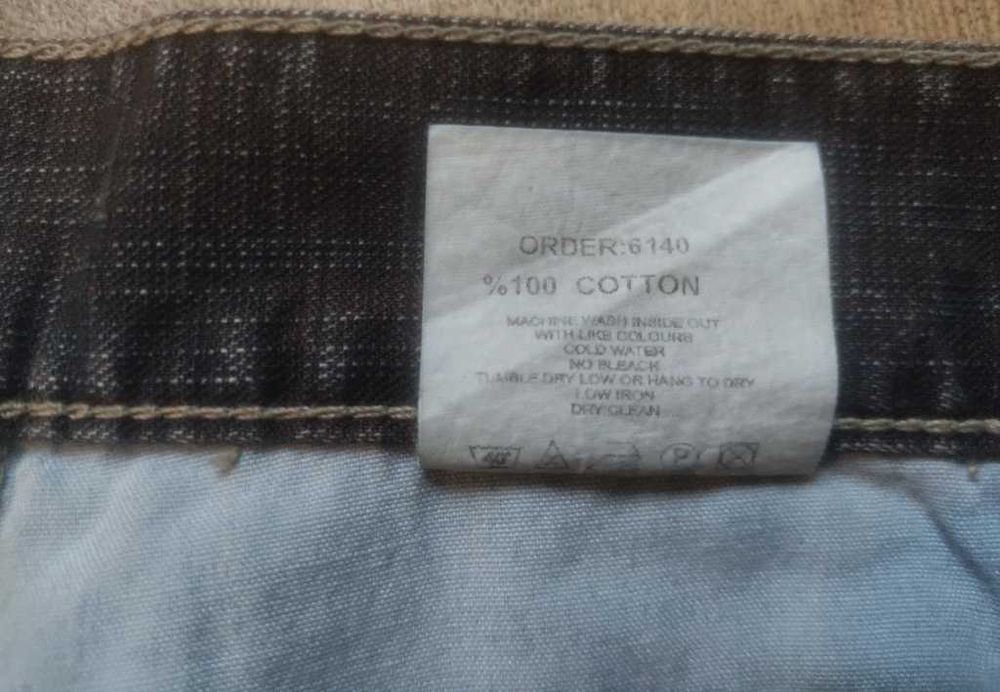 ORDER:6140
%100 COTTON
MACHINE WASH INSIDE OUT
WITH LIKE COLOURS
COLD WATER
NO BLEACH
TUMBLE DRY LOW OR HANG TO DRY
LOW IRON
DRY CLEAN
P